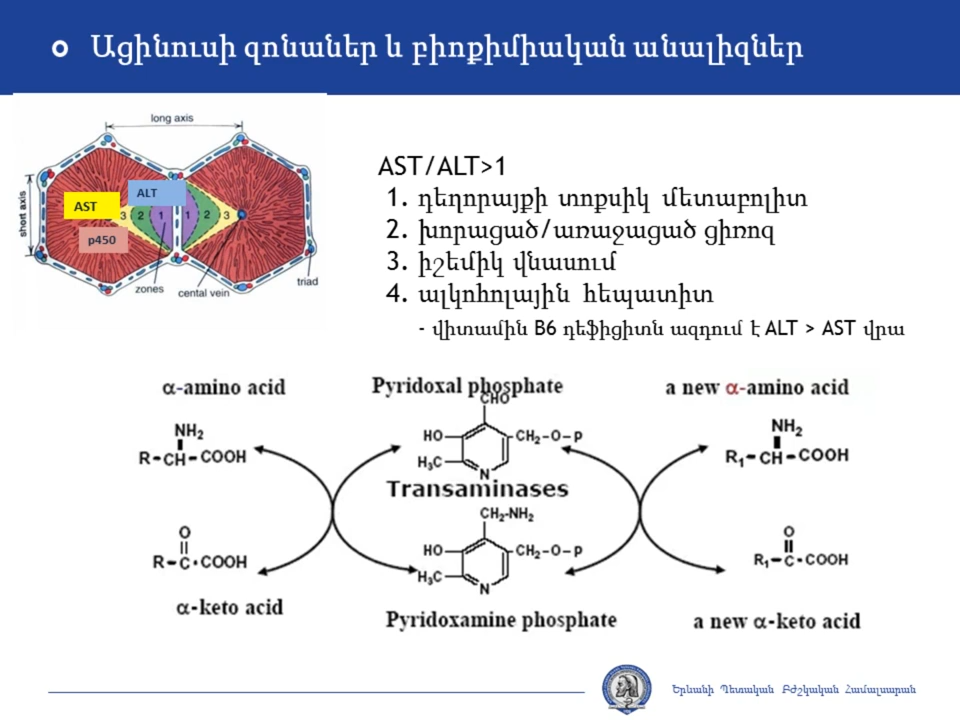 Ացինուսի զոնաներ և բիոքիմիական անալիզներ
long axis
short axis
AST
ALT
p450
3 2 1 1 2 3
zones
cental vein
triad
AST/ALT>1
1. դեղորայքի տոքսիկ մետաբոլիտ
2. խորացած/առաջացած ցիռոզ
3. իշեմիկ վնասում
4. ալկոհոլային հեպատիտ
- վիտամին B6 դեֆիցիտն ազդում է ALT > AST վրա
α-amino acid
Pyridoxal phosphate
a new α-amino acid
NH₂
R-CH-COOH
CHO
HO
CH₂-O-P
H₃C
N
NH₂
R₁-CH-COOH
Transaminases
O
R-C-COOH
CH₂-NH₂
HO
CH₂-O-P
H₃C
N
O
R₁-C-COOH
α-keto acid
Pyridoxamine phosphate
a new α-keto acid
Երևանի Պետական Բժշկական Համալսարան